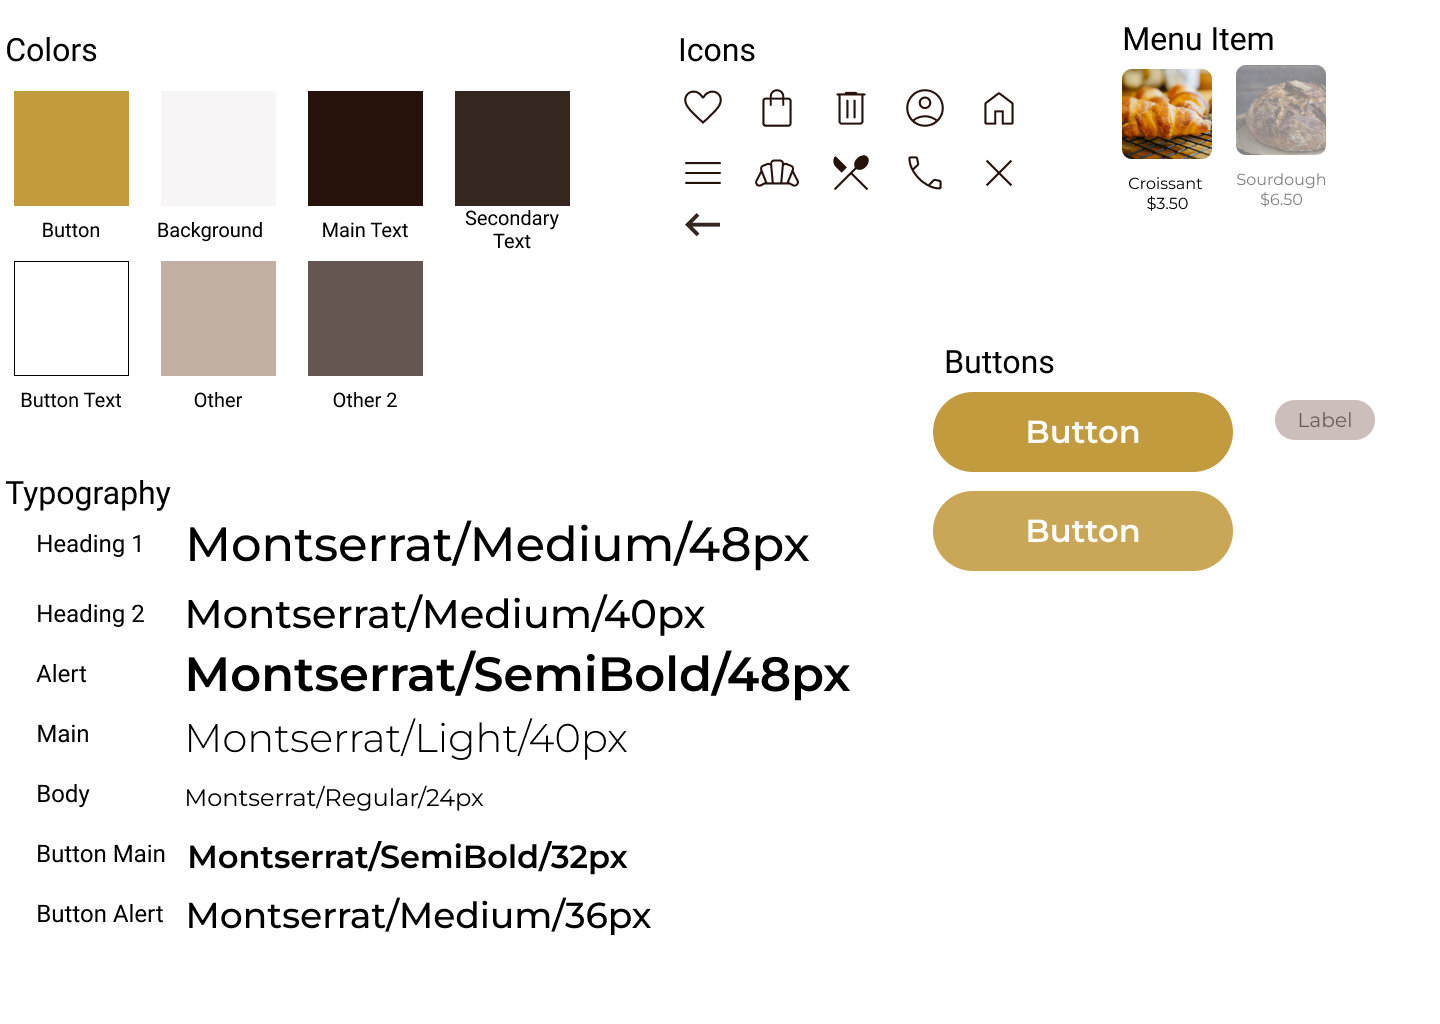 Colors
Button
Background
Main Text
Secondary
Text
Button Text
Other
Other 2
Icons
Menu Item
Croissant
$3.50
Sourdough
$6.50
Buttons
Button
Label
Button
Typography
Heading 1
Montserrat/Medium/48px
Heading 2
Montserrat/Medium/40px
Alert
Montserrat/SemiBold/48px
Main
Montserrat/Light/40px
Body
Montserrat/Regular/24px
Button Main
Montserrat/SemiBold/32px
Button Alert
Montserrat/Medium/36px